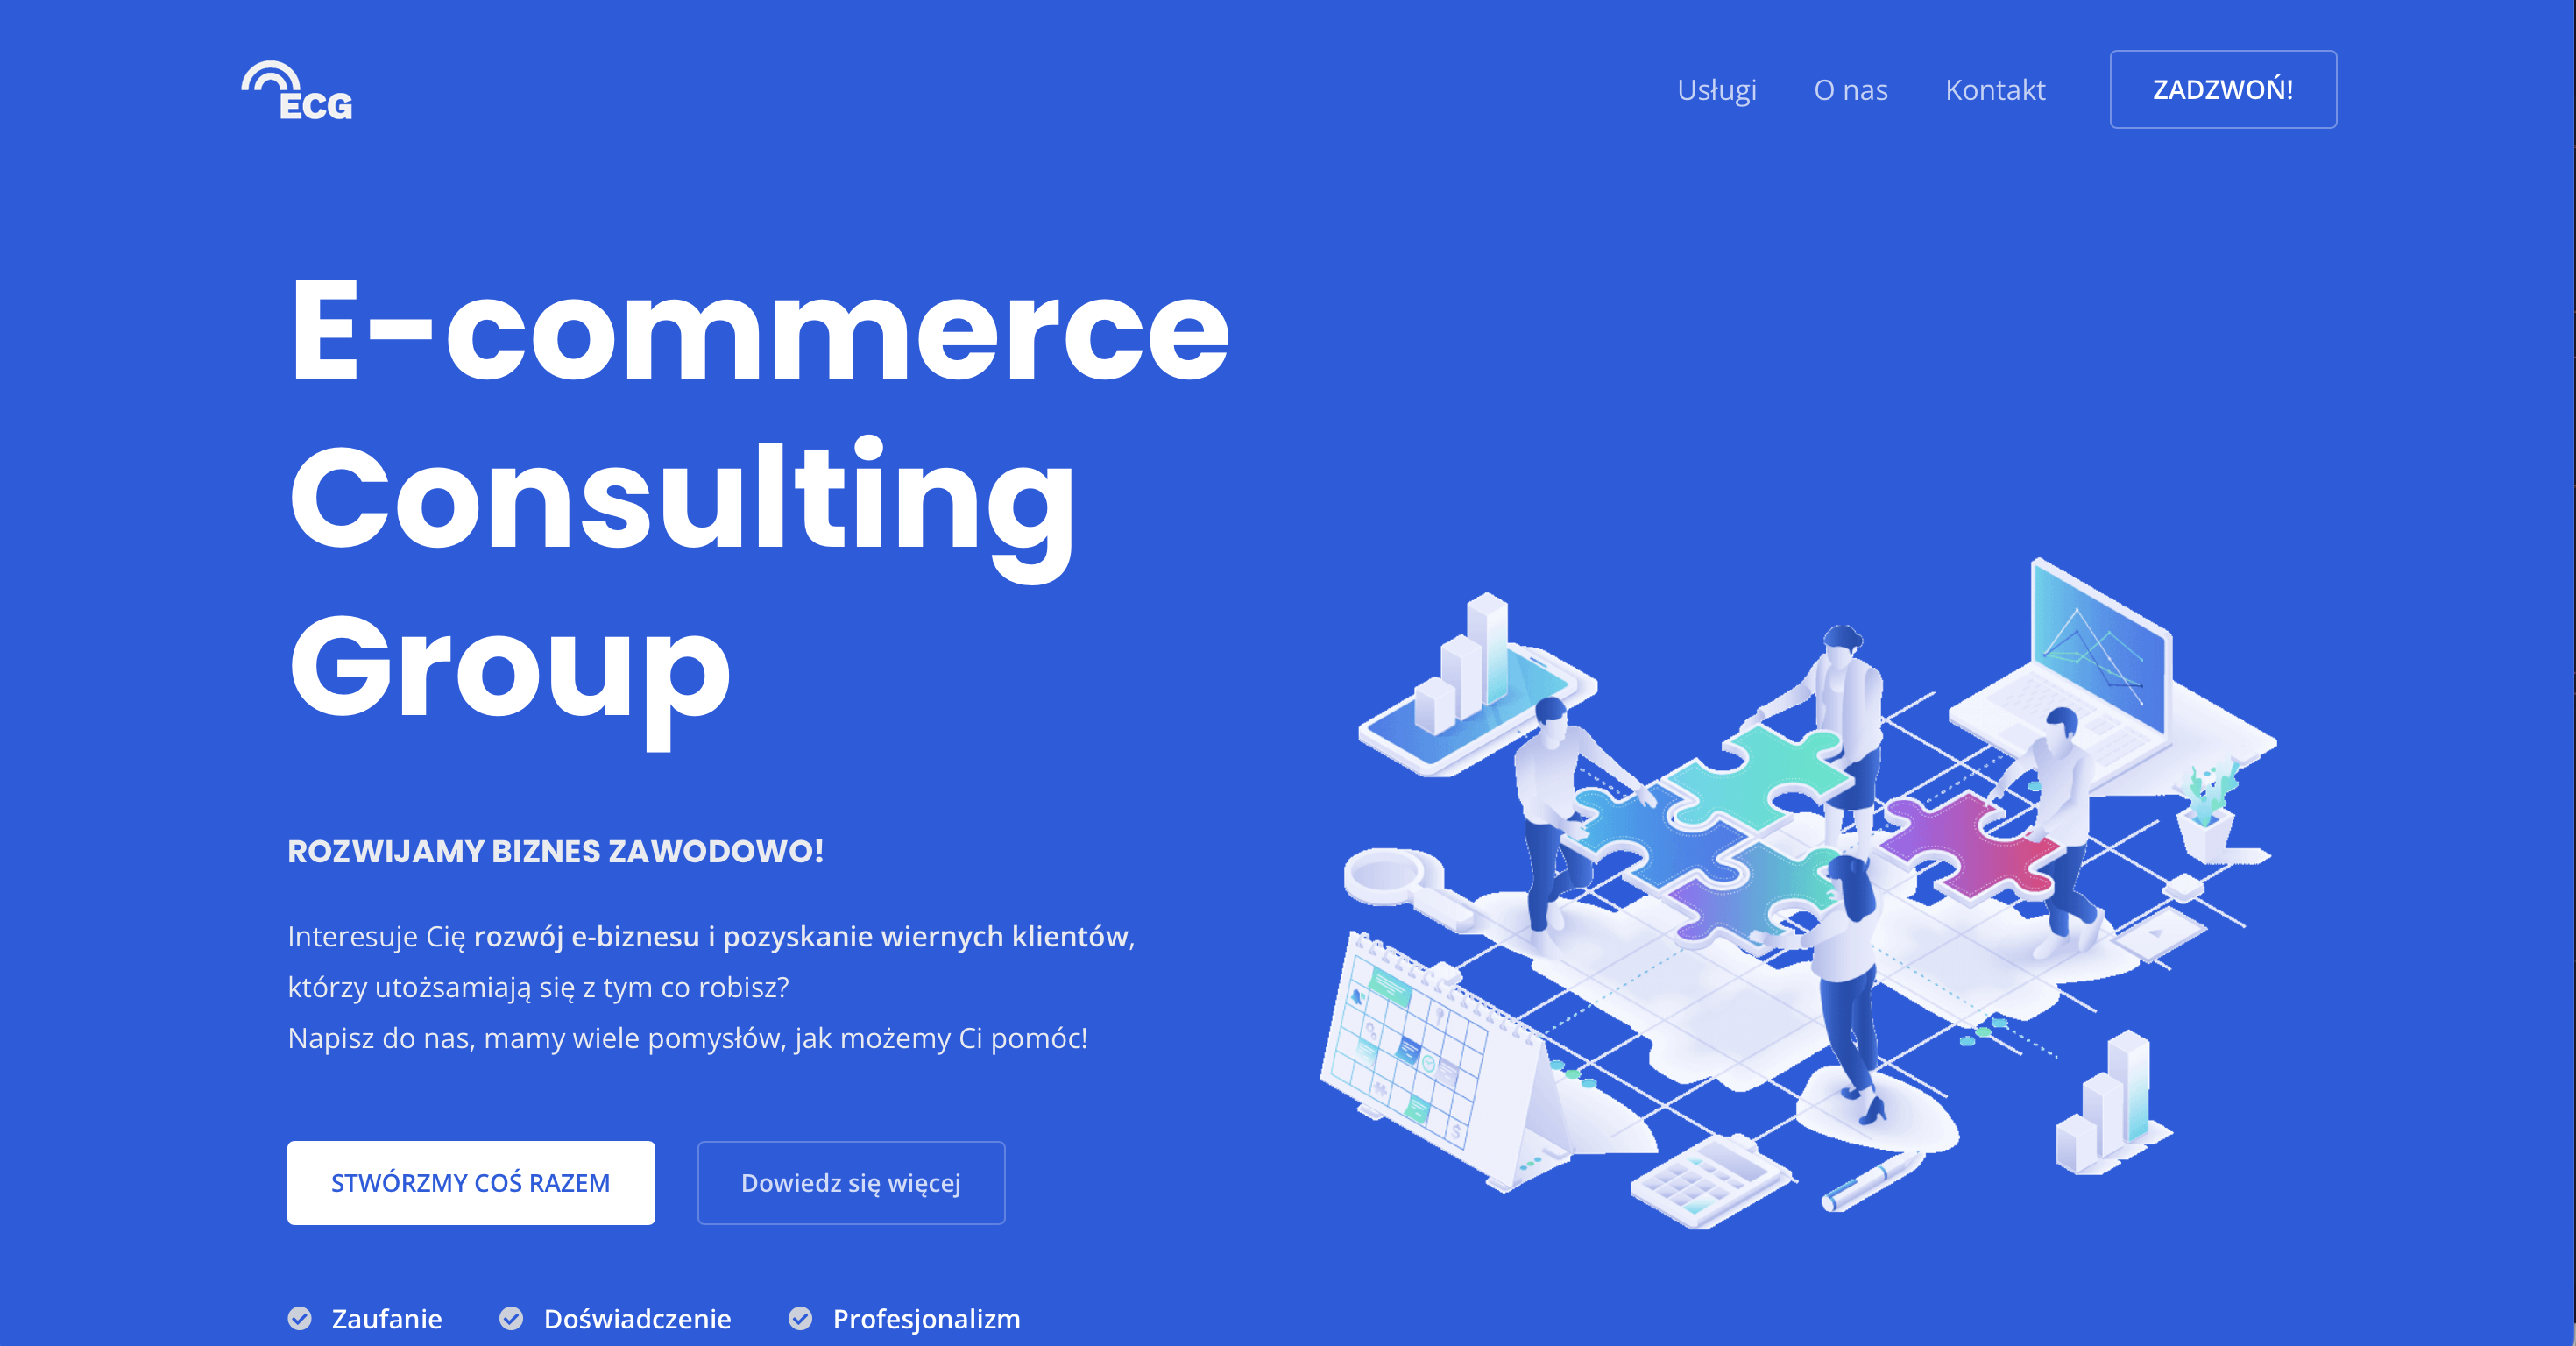 ECG
Usługi
O nas
Kontakt
ZADZWOŃ!
E-commerce
Consulting
Group
ROZWIJAMY BIZNES ZAWODOWO!
Interesuje Cię rozwój e-biznesu i pozyskanie wiernych klientów,
którzy utożsamiają się z tym co robisz?
Napisz do nas, mamy wiele pomysłów, jak możemy Ci pomóc!
STWÓRZMY COŚ RAZEM
Dowiedz się więcej
Zaufanie
Doświadczenie
Profesjonalizm